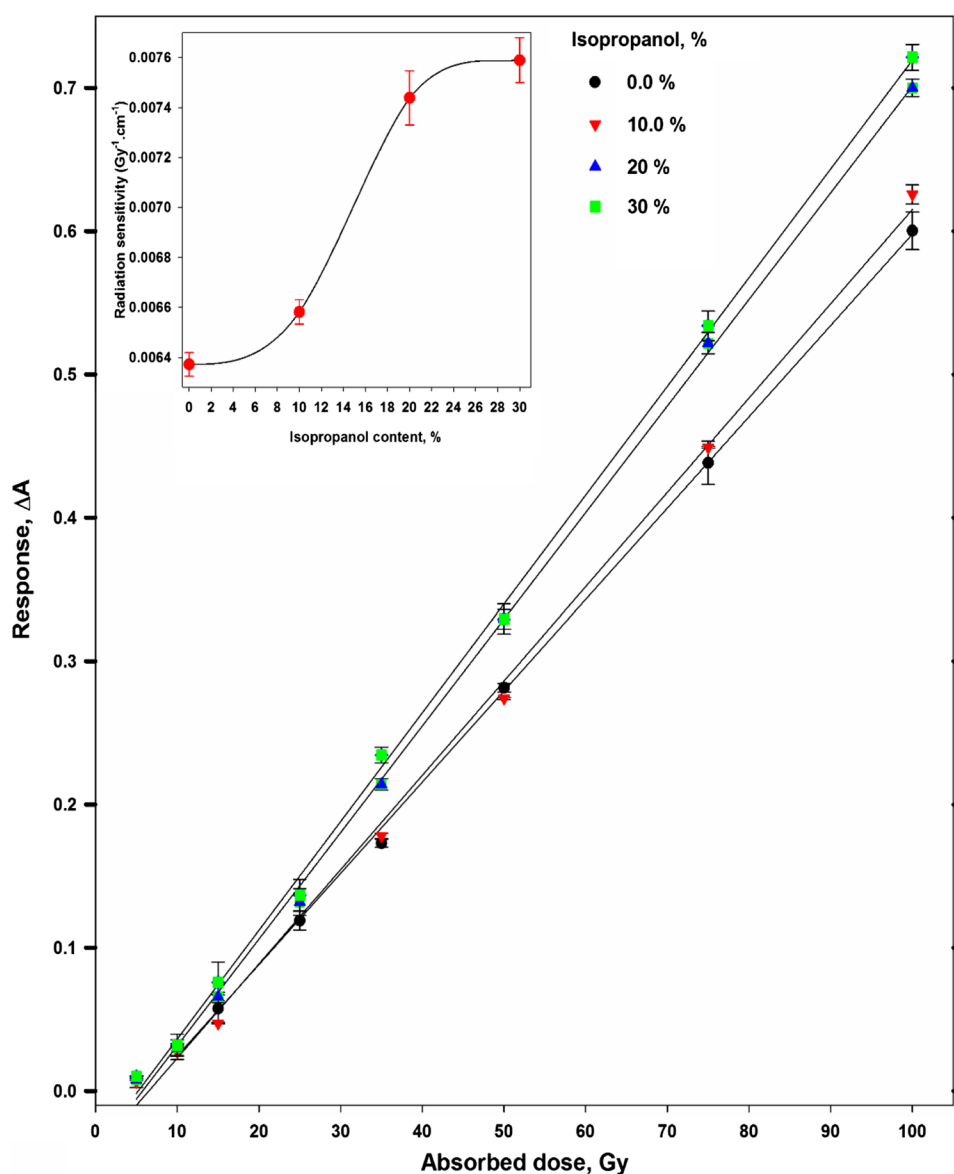 Isopropanol, %
0.0 %
10.0 %
20 %
30 %
0.0076
0.0074
0.0072
0.0070
0.0068
0.0066
0.0064
Radiation sensitivity (Gy-1.cm-1)
0 2 4 6 8 10 12 14 16 18 20 22 24 26 28 30
Isopropanol content, %
0.7
0.6
0.5
0.4
0.3
0.2
0.1
0.0
Response, ΔA
0 10 20 30 40 50 60 70 80 90 100
Absorbed dose, Gy